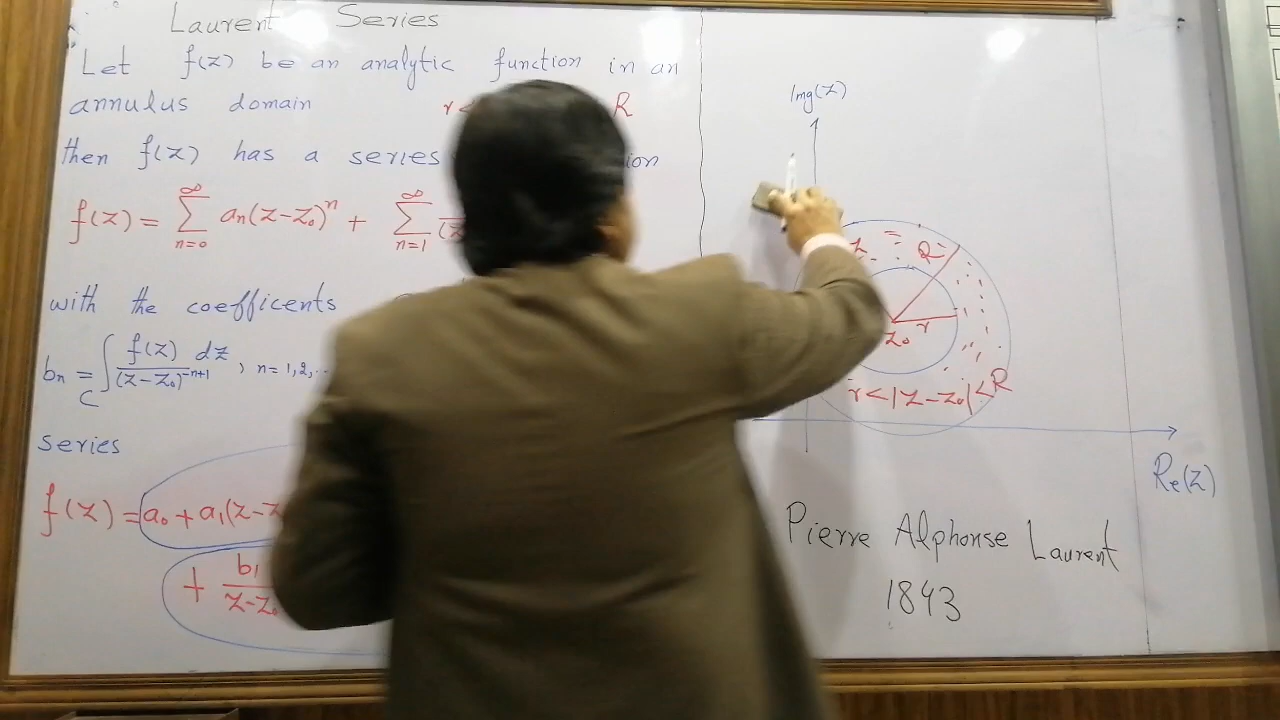 Laurent Series
Let f(z) be an analytic function in an
annulus domain r< R
then f(z) has a series ion
f(z) = ∞ Σ n=0 an(z-z₀)ⁿ + ∞ Σ n=1 (z
with the coefficents
bn = ∫C f(z) dz / (z-z₀)⁻ⁿ⁺¹ , n=1,2,..
series
f(z) = a₀ + a₁(z-z
+ b₁ / z-z₀
Img(z)
R
r
z₀
r<|z-z₀|<R
Re(z)
Pierre Alphonse Laurent
1843